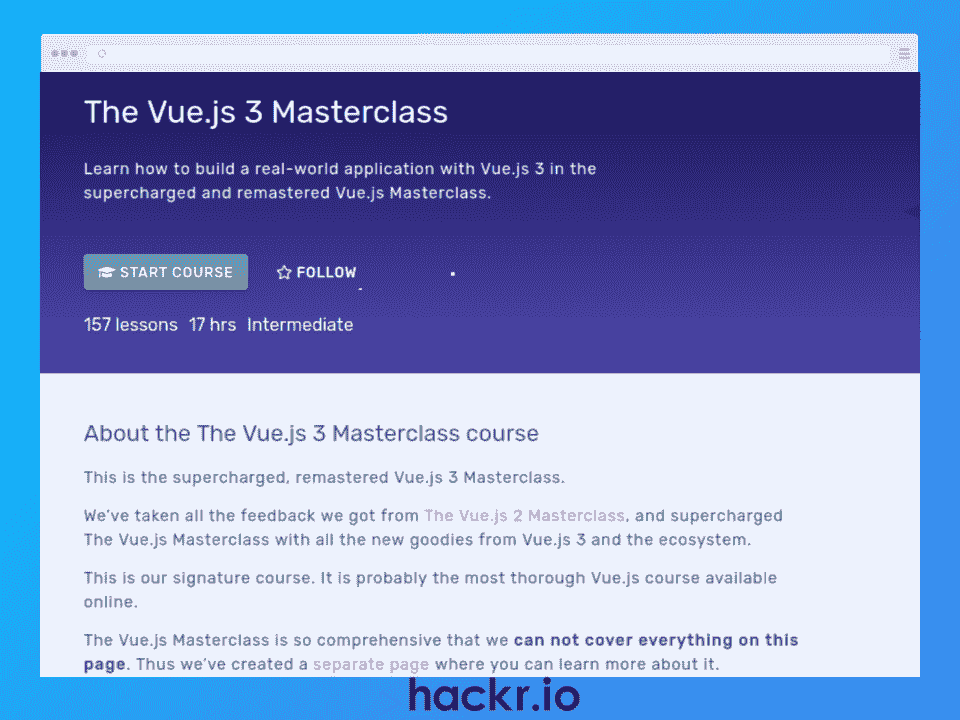 The Vue.js 3 Masterclass
Learn how to build a real-world application with Vue.js 3 in the
supercharged and remastered Vue.js Masterclass.
START COURSE FOLLOW
157 lessons 17 hrs Intermediate
About the The Vue.js 3 Masterclass course
This is the supercharged, remastered Vue.js 3 Masterclass.
We've taken all the feedback we got from The Vue.js 2 Masterclass, and supercharged
The Vue.js Masterclass with all the new goodies from Vue.js 3 and the ecosystem.
This is our signature course. It is probably the most thorough Vue.js course available
online.
The Vue.js Masterclass is so comprehensive that we can not cover everything on this
page. Thus we've created a separate page where you can learn more about it.
hackr.io